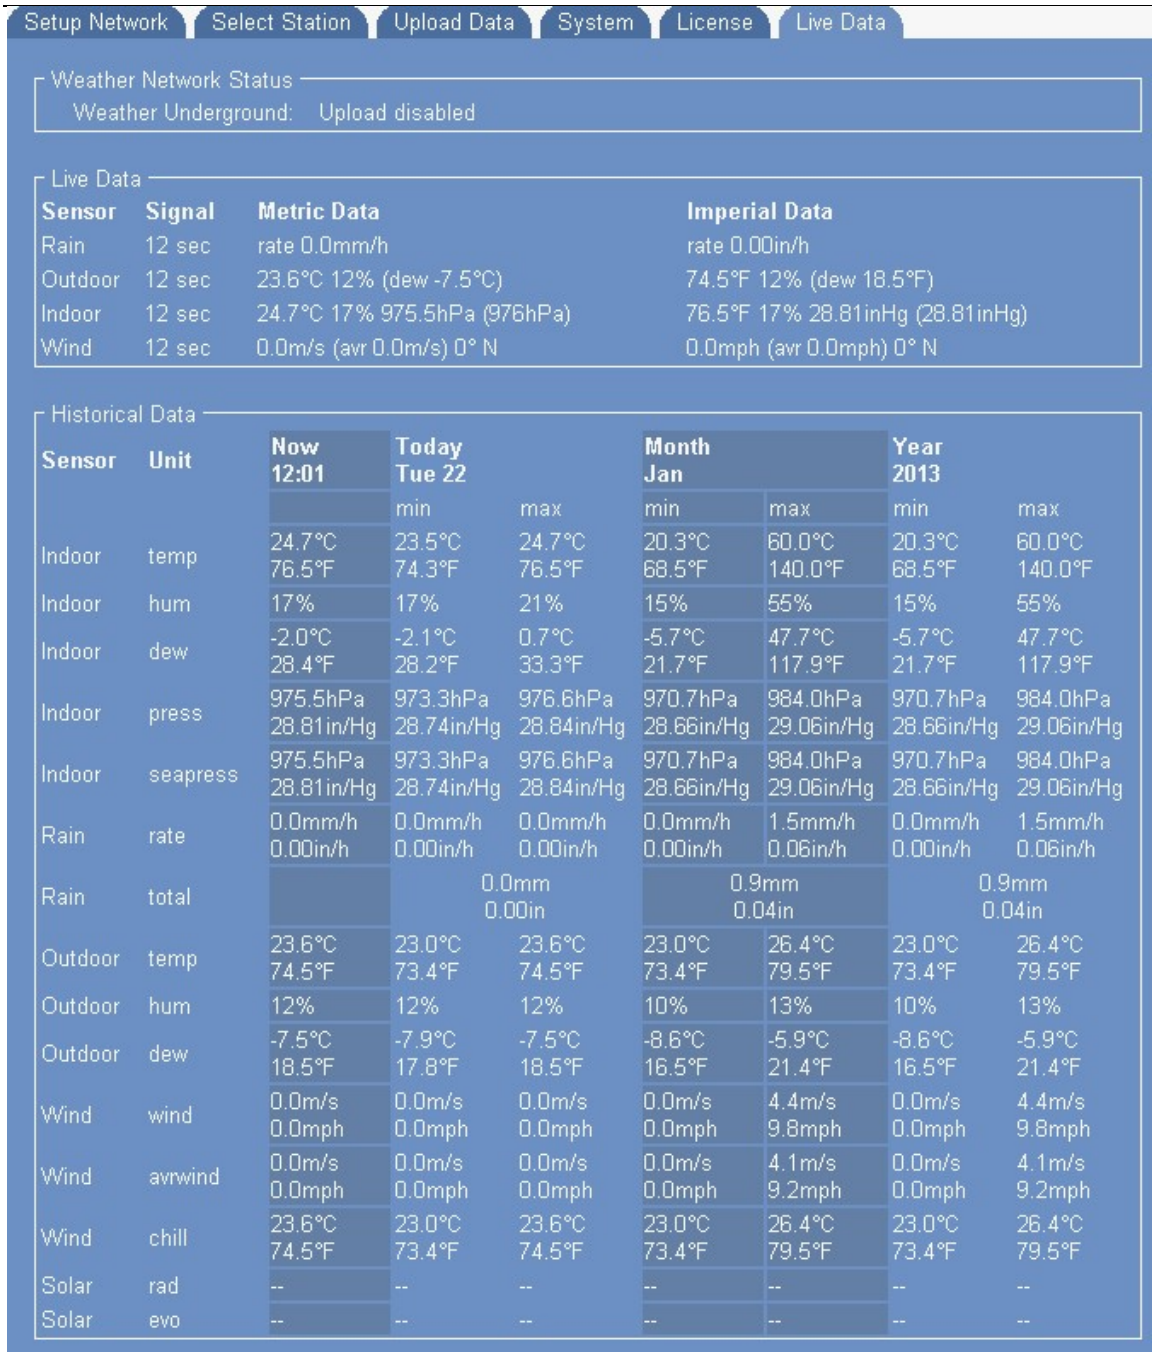 Setup Network Select Station Upload Data System License Live Data
Weather Network Status
Weather Underground: Upload disabled
Live Data
Sensor Signal Metric Data Imperial Data
Rain 12 sec rate 0.0mm/h rate 0.00in/h
Outdoor 12 sec 23.6°C 12% (dew -7.5°C) 74.5°F 12% (dew 18.5°F)
Indoor 12 sec 24.7°C 17% 975.5hPa (976hPa) 76.5°F 17% 28.81inHg (28.81inHg)
Wind 12 sec 0.0m/s (avr 0.0m/s) 0° N 0.0mph (avr 0.0mph) 0° N
Historical Data
Sensor Unit Now Today Month Year
12:01 Tue 22 Jan 2013
min max min max min max
Indoor temp 24.7°C 23.5°C 24.7°C 20.3°C 60.0°C 20.3°C 60.0°C
76.5°F 74.3°F 76.5°F 68.5°F 140.0°F 68.5°F 140.0°F
Indoor hum 17% 17% 21% 15% 55% 15% 55%
Indoor dew -2.0°C -2.1°C 0.7°C -5.7°C 47.7°C -5.7°C 47.7°C
28.4°F 28.2°F 33.3°F 21.7°F 117.9°F 21.7°F 117.9°F
Indoor press 975.5hPa 973.3hPa 976.6hPa 970.7hPa 984.0hPa 970.7hPa 984.0hPa
28.81in/Hg 28.74in/Hg 28.84in/Hg 28.66in/Hg 29.06in/Hg 28.66in/Hg 29.06in/Hg
Indoor seapress 975.5hPa 973.3hPa 976.6hPa 970.7hPa 984.0hPa 970.7hPa 984.0hPa
28.81in/Hg 28.74in/Hg 28.84in/Hg 28.66in/Hg 29.06in/Hg 28.66in/Hg 29.06in/Hg
Rain rate 0.0mm/h 0.0mm/h 0.0mm/h 0.0mm/h 1.5mm/h 0.0mm/h 1.5mm/h
0.00in/h 0.00in/h 0.00in/h 0.00in/h 0.06in/h 0.00in/h 0.06in/h
Rain total 0.0mm 0.9mm 0.9mm
0.00in 0.04in 0.04in
Outdoor temp 23.6°C 23.0°C 23.6°C 23.0°C 26.4°C 23.0°C 26.4°C
74.5°F 73.4°F 74.5°F 73.4°F 79.5°F 73.4°F 79.5°F
Outdoor hum 12% 12% 12% 10% 13% 10% 13%
Outdoor dew -7.5°C -7.9°C -7.5°C -8.6°C -5.9°C -8.6°C -5.9°C
18.5°F 17.8°F 18.5°F 16.5°F 21.4°F 16.5°F 21.4°F
Wind wind 0.0m/s 0.0m/s 0.0m/s 0.0m/s 4.4m/s 0.0m/s 4.4m/s
0.0mph 0.0mph 0.0mph 0.0mph 9.8mph 0.0mph 9.8mph
Wind avrwind 0.0m/s 0.0m/s 0.0m/s 0.0m/s 4.1m/s 0.0m/s 4.1m/s
0.0mph 0.0mph 0.0mph 0.0mph 9.2mph 0.0mph 9.2mph
Wind chill 23.6°C 23.0°C 23.6°C 23.0°C 26.4°C 23.0°C 26.4°C
74.5°F 73.4°F 74.5°F 73.4°F 79.5°F 73.4°F 79.5°F
Solar rad -- -- -- -- -- -- --
Solar evo -- -- -- -- -- -- --